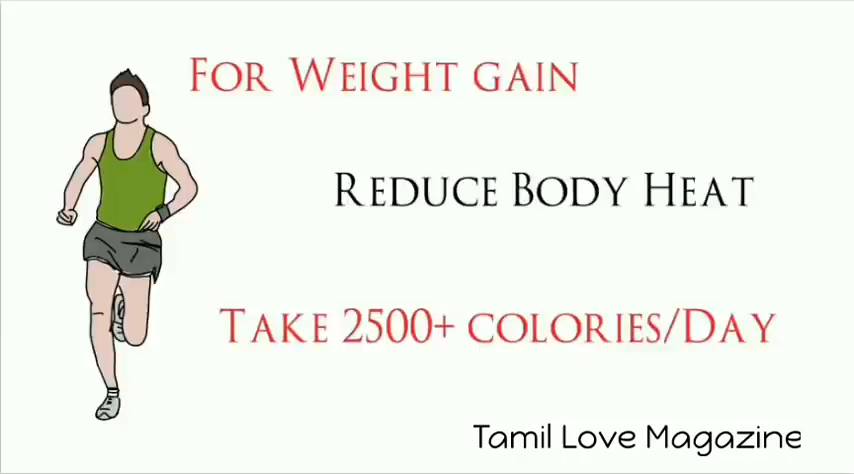 For Weight gain
Reduce Body Heat
Take 2500+ colories/Day
Tamil Love Magazine